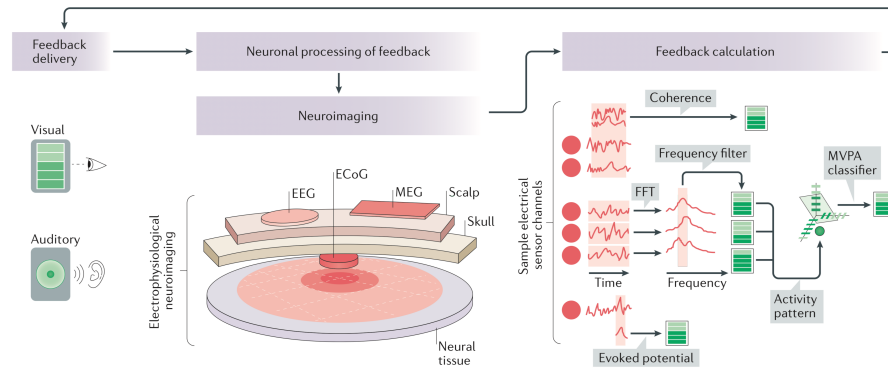 Feedback
delivery
Neuronal processing of feedback
Feedback calculation
Neuroimaging
Visual
Auditory
Electrophysiological
neuroimaging
EEG
ECoG
MEG
Scalp
Skull
Neural
tissue
Sample electrical
sensor channels
Coherence
Frequency filter
FFT
MVPA
classifier
Time
Frequency
Activity
pattern
Evoked potential